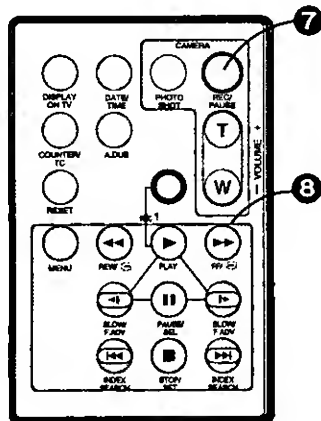 7
CAMERA
DISPLAY ON TV
DATE/ TIME
PHOTO SHOT
REC/ PAUSE
T
COUNTER/ TC
A.DUB
W
– VOLUME +
RESET
8
1
MENU
REW/
PLAY
FF/
SLOW/ F.ADV
PAUSE/ SEL
SLOW/ F.ADV
INDEX SEARCH
STOP/ SET
INDEX SEARCH